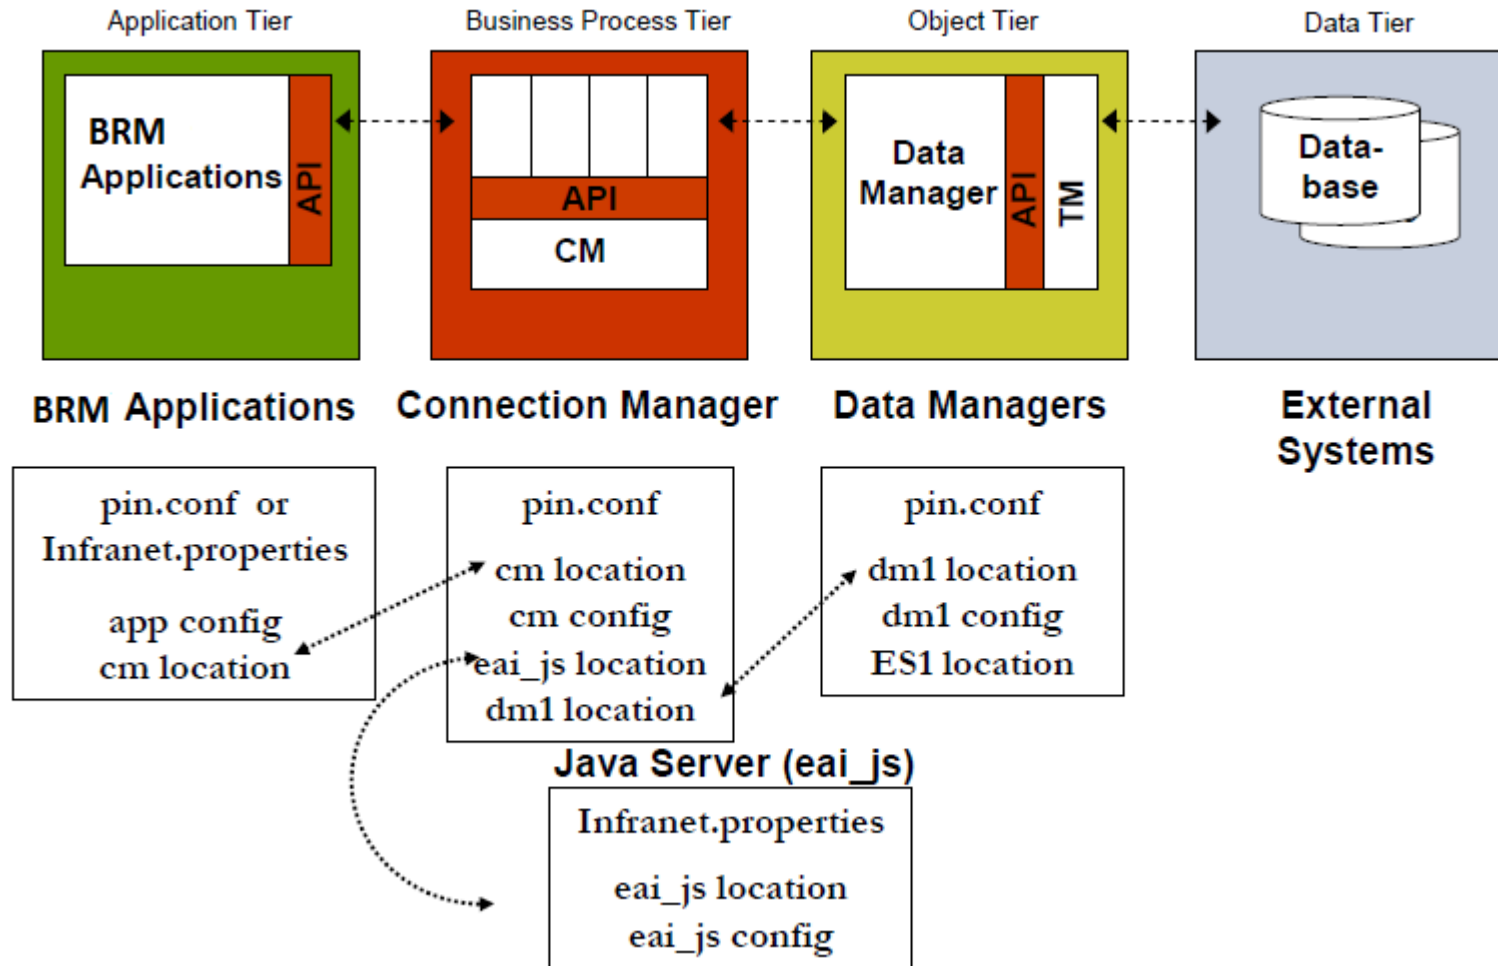 Application Tier
Business Process Tier
Object Tier
Data Tier
BRM
Applications
API
API
CM
Data
Manager
API
TM
Data-
base
BRM Applications
Connection Manager
Data Managers
External
Systems
pin.conf or
Infranet.properties
app config
cm location
pin.conf
cm location
cm config
eai_js location
dm1 location
pin.conf
dm1 location
dm1 config
ES1 location
Java Server (eai_js)
Infranet.properties
eai_js location
eai_js config